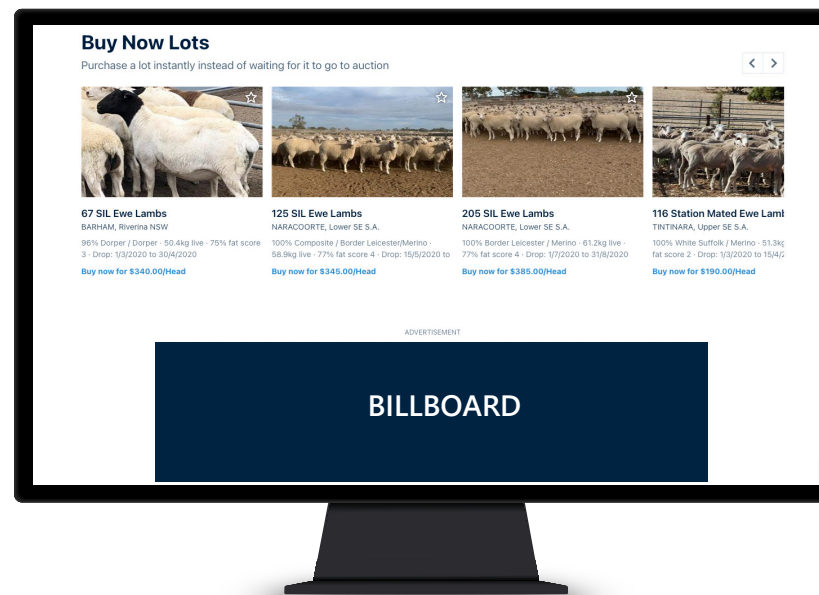 Buy Now Lots
Purchase a lot instantly instead of waiting for it to go to auction
67 SIL Ewe Lambs
BARHAM, Riverina NSW
96% Dorper / Dorper · 50.4kg live · 75% fat score
3 · Drop: 1/3/2020 to 30/4/2020
Buy now for $340.00/Head
125 SIL Ewe Lambs
NARACOORTE, Lower SE S.A.
100% Composite / Border Leicester/Merino ·
58.9kg live · 77% fat score 4 · Drop: 15/5/2020 to
Buy now for $345.00/Head
205 SIL Ewe Lambs
NARACOORTE, Lower SE S.A.
100% Border Leicester / Merino · 61.2kg live ·
77% fat score 4 · Drop: 1/7/2020 to 31/8/2020
Buy now for $385.00/Head
116 Station Mated Ewe Lamb
TINTINARA, Upper SE S.A.
100% White Suffolk / Merino · 51.3kg
fat score 2 · Drop: 1/3/2020 to 15/4/2
Buy now for $190.00/Head
ADVERTISEMENT
BILLBOARD